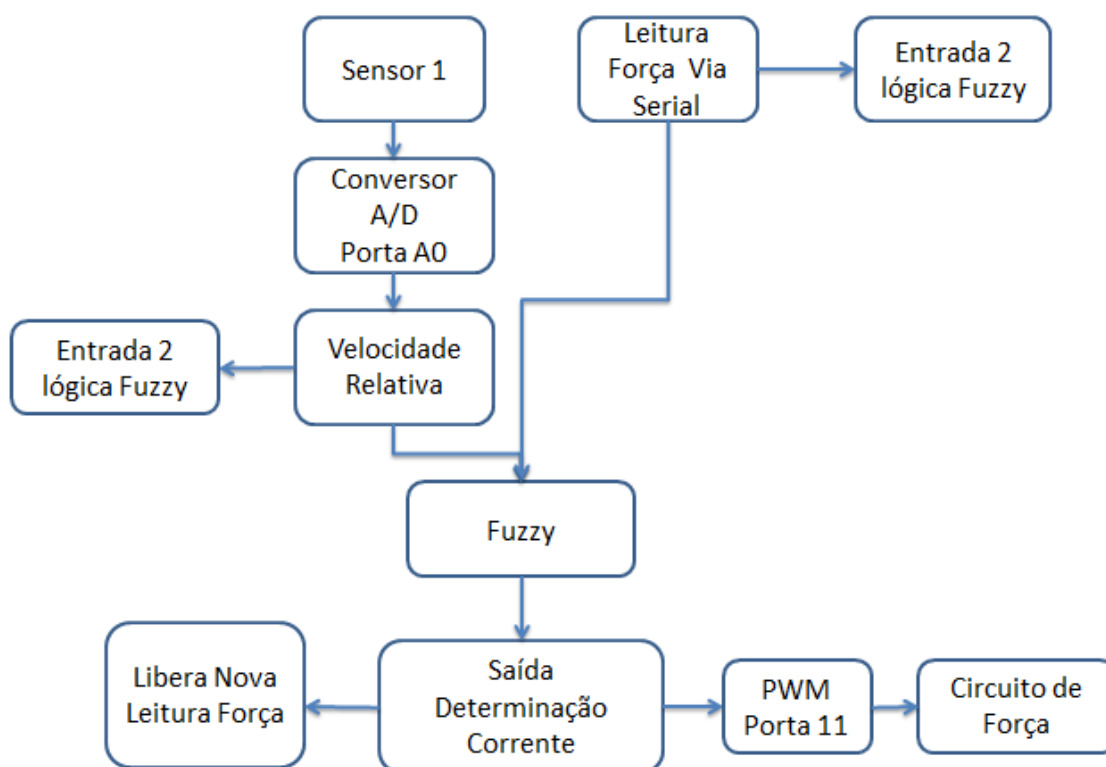 Sensor 1
Leitura
Força Via
Serial
Entrada 2
lógica Fuzzy
Conversor
A/D
Porta A0
Entrada 2
lógica Fuzzy
Velocidade
Relativa
Fuzzy
Libera Nova
Leitura Força
Saída
Determinação
Corrente
PWM
Porta 11
Circuito de
Força